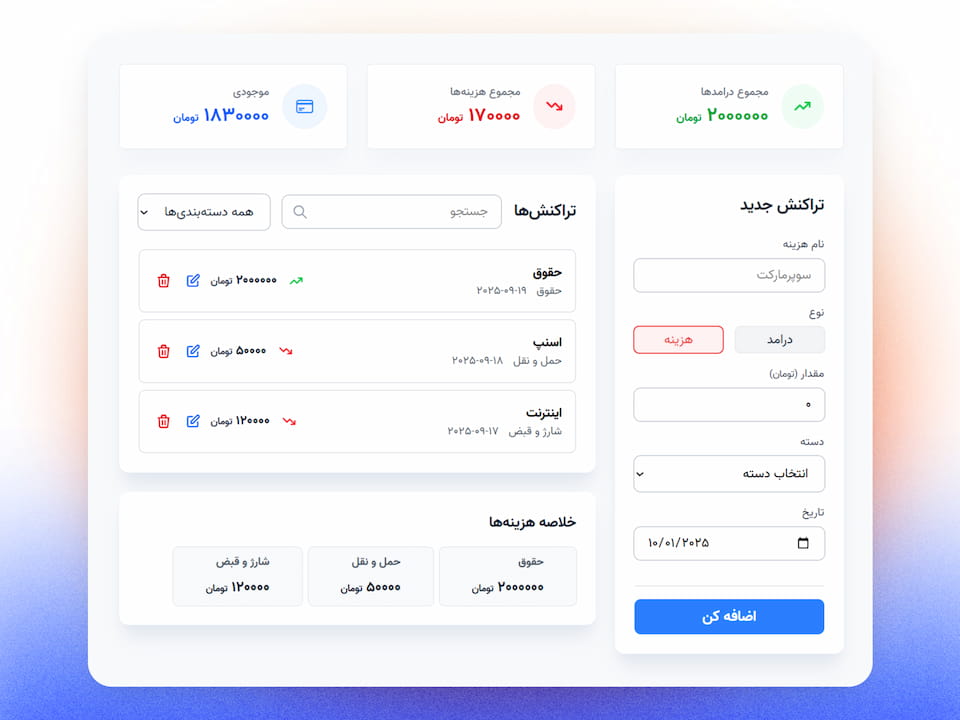 مجموع درامدها
۲۰۰۰۰۰۰ تومان
مجموع هزینه‌ها
۱۷۰۰۰۰ تومان
موجودی
۱۸۳۰۰۰۰ تومان
تراکنش جدید
نام هزینه
سوپرمارکت
نوع
درامد
هزینه
مقدار (تومان)
۰
دسته
انتخاب دسته
تاریخ
۱۰/۰۱/۲۰۲۵
اضافه کن
تراکنش‌ها
جستجو
همه دسته‌بندی‌ها
حقوق
حقوق ۲۰۲۵-۰۹-۱۹
۲۰۰۰۰۰۰ تومان
اسنپ
حمل و نقل ۲۰۲۵-۰۹-۱۸
۵۰۰۰۰ تومان
اینترنت
شارژ و قبض ۲۰۲۵-۰۹-۱۷
۱۲۰۰۰۰ تومان
خلاصه هزینه‌ها
حقوق
۲۰۰۰۰۰۰ تومان
حمل و نقل
۵۰۰۰۰ تومان
شارژ و قبض
۱۲۰۰۰۰ تومان